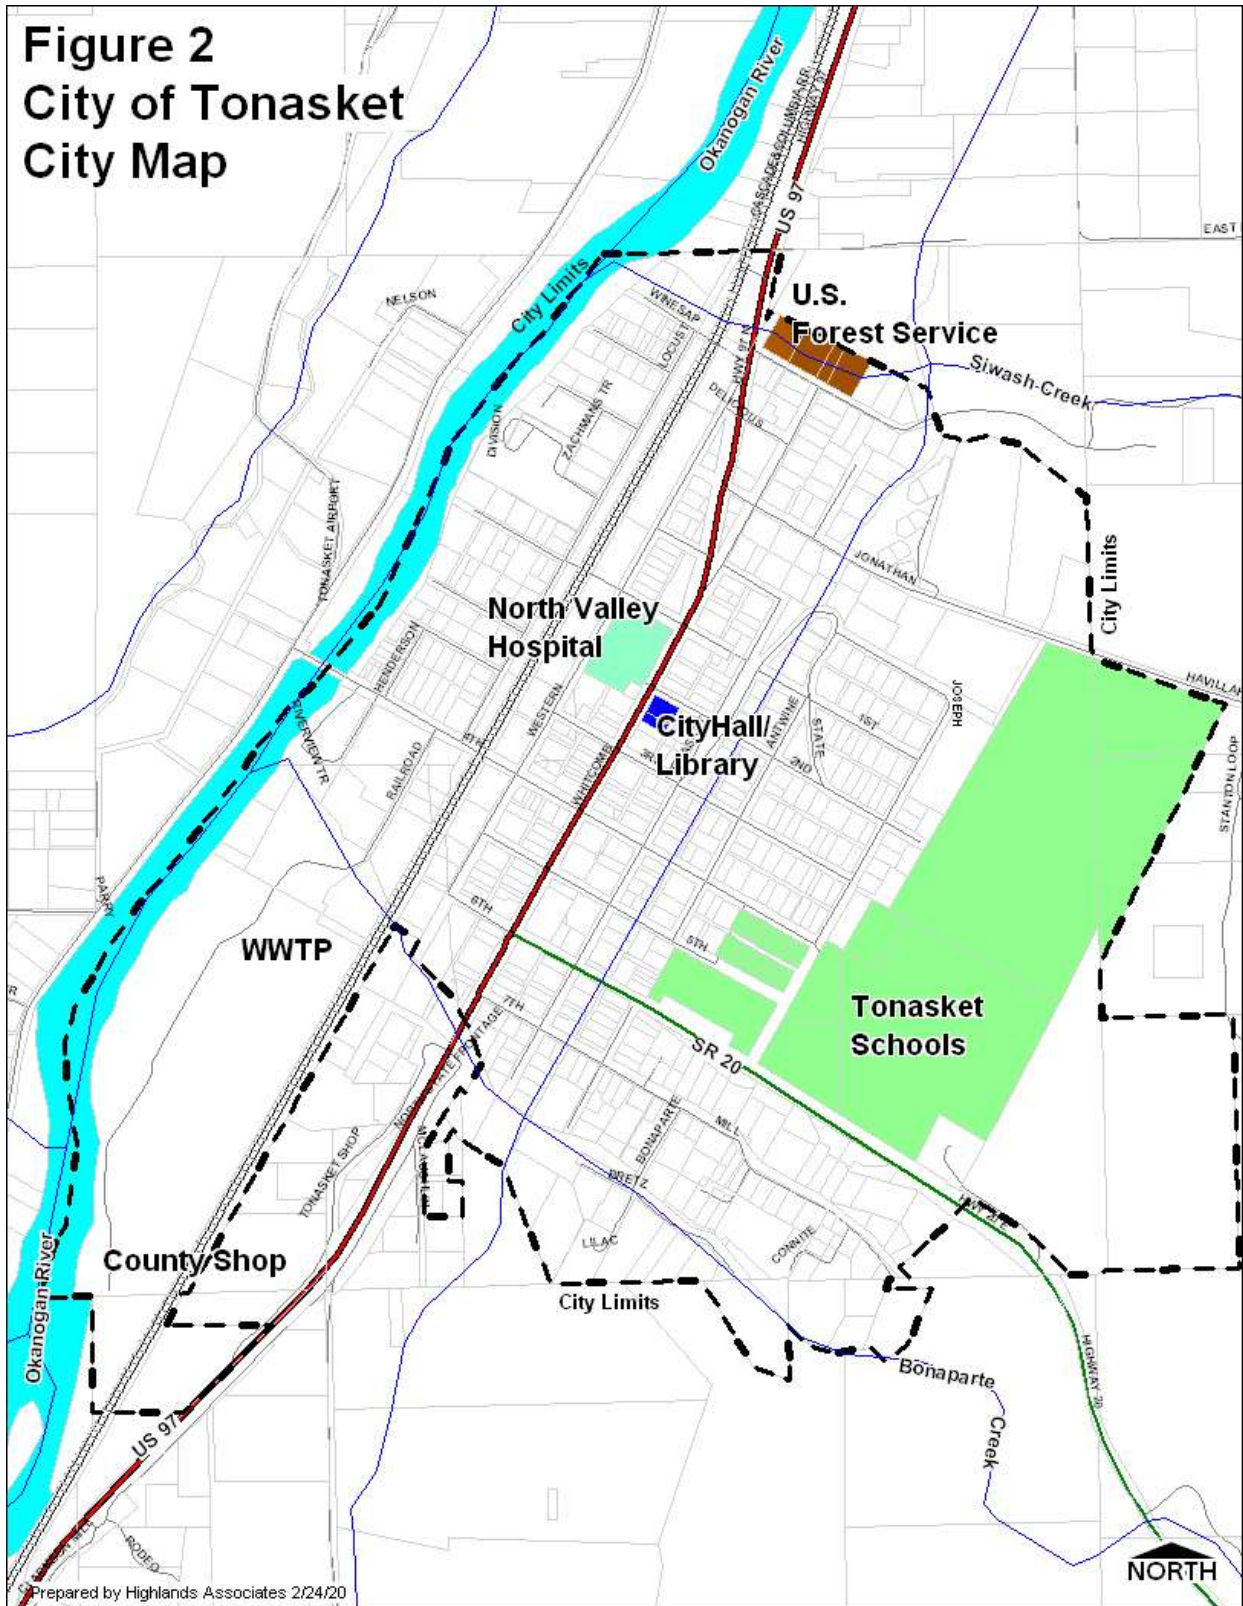 Figure 2
City of Tonasket
City Map
Okanogan River
HIGHWAY 97
US 97
EAST
City Limits
NELSON
WINESAP
LOCUST
U.S.
Forest Service
Siwash Creek
DELICIOUS
DIVISION
ZACHMANS TR
TONASKET AIRPORT
JONATHAN
City Limits
North Valley
Hospital
HENDERSON
JOSEPH
HAVILLAH
WESTERN
ANTWINE
STATE
1ST
CityHall/
Library
RIVERVIEW TR
4TH
RAILROAD
WHITCOMB
2ND
STANTON LOOP
PARRY
6TH
5TH
WWTP
7TH
Tonasket
Schools
SR 20
BONAPARTE
MILL
TONASKET SHOP
BRETZ
LILAC
CONNIE
County Shop
City Limits
Okanogan River
HIGHWAY 20
Bonaparte
Creek
US 97
RODEO
NORTH
Prepared by Highlands Associates 2/24/20